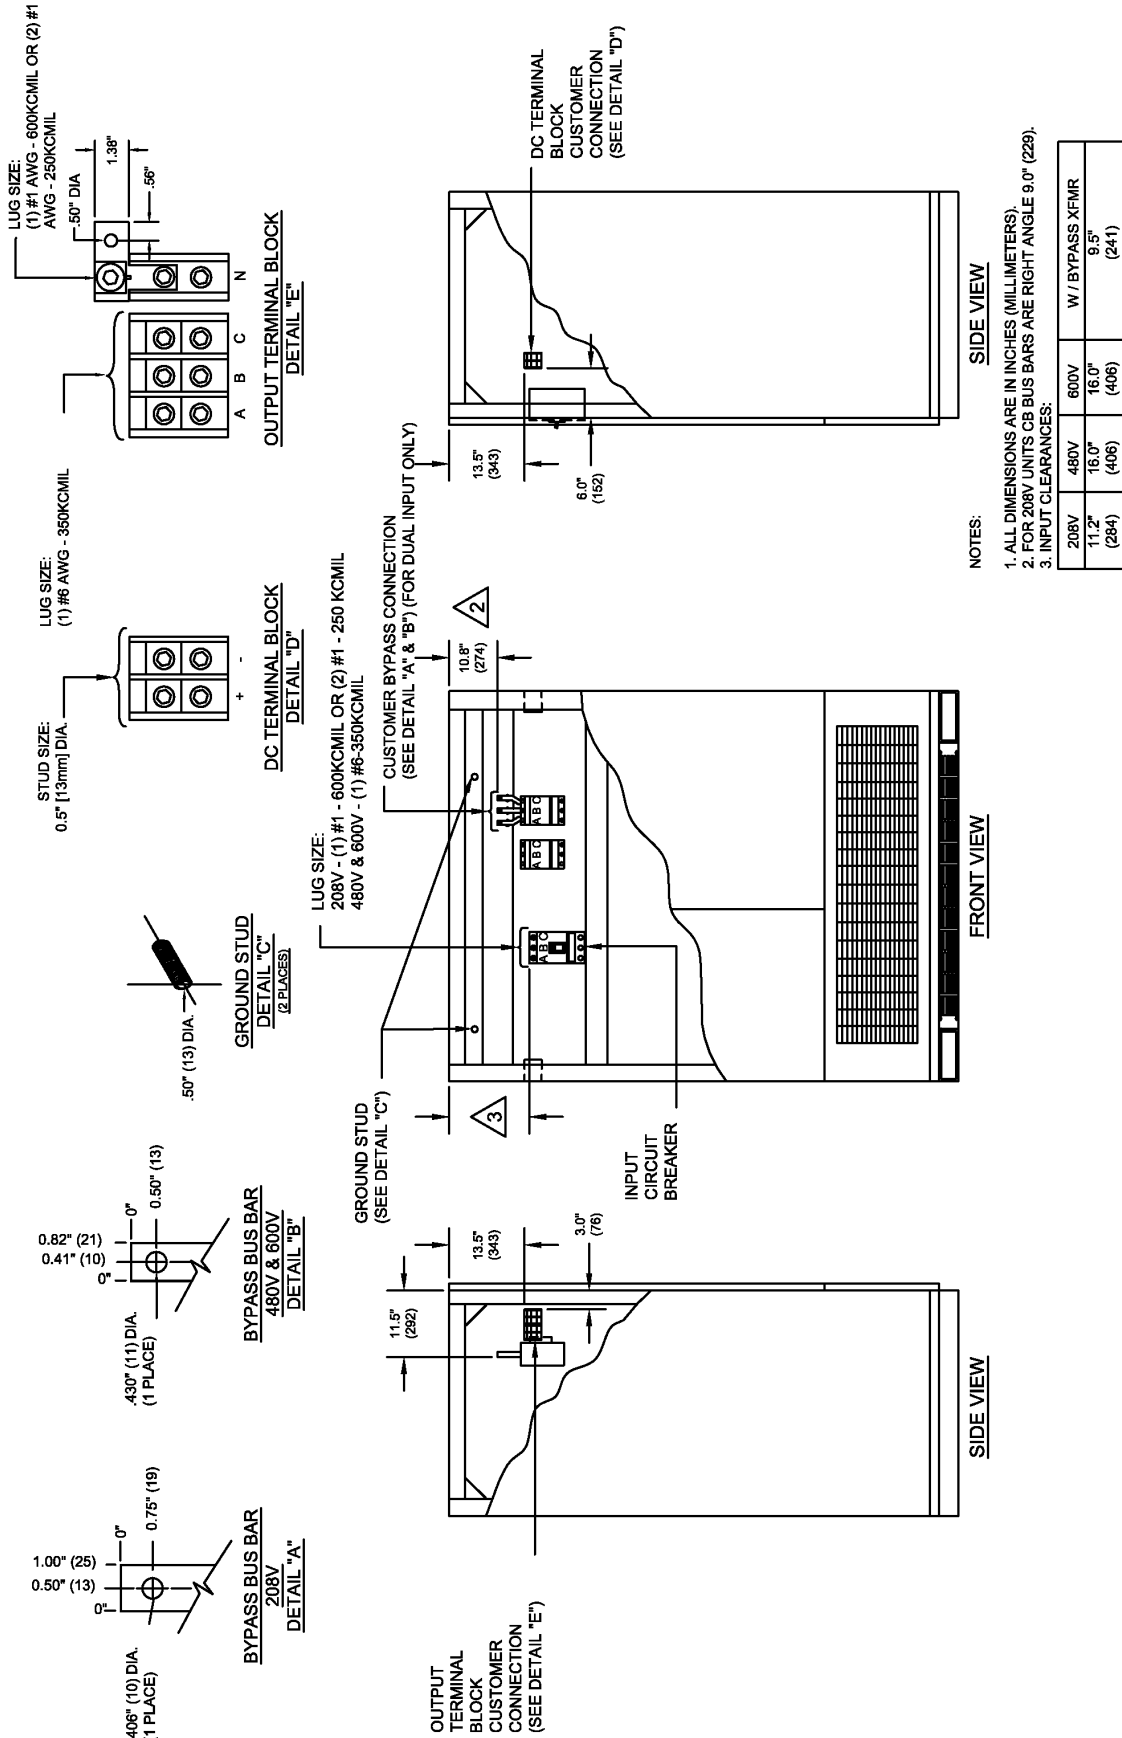 .406" (10) DIA.
(1 PLACE)
1.00" (25)
0.50" (13)
0"
0"
0.75" (19)
BYPASS BUS BAR
208V
DETAIL "A"
.430" (11) DIA.
(1 PLACE)
0.82" (21)
0.41" (10)
0"
0"
0.50" (13)
BYPASS BUS BAR
480V & 600V
DETAIL "B"
.50" (13) DIA.
GROUND STUD
DETAIL "C"
(2 PLACES)
STUD SIZE:
0.5" [13mm] DIA.
LUG SIZE:
(1) #6 AWG - 350KCMIL
+ -
DC TERMINAL BLOCK
DETAIL "D"
LUG SIZE:
(1) #1 AWG - 600KCMIL OR (2) #1
AWG - 250KCMIL
.50" DIA
1.38"
.56"
A B C N
OUTPUT TERMINAL BLOCK
DETAIL "E"
OUTPUT
TERMINAL
BLOCK
CUSTOMER
CONNECTION
(SEE DETAIL "E")
11.5"
(292)
13.5"
(343)
3.0"
(76)
SIDE VIEW
GROUND STUD
(SEE DETAIL "C")
LUG SIZE:
208V - (1) #1 - 600KCMIL OR (2) #1 - 250 KCMIL
480V & 600V - (1) #6-350KCMIL
CUSTOMER BYPASS CONNECTION
(SEE DETAIL "A" & "B") (FOR DUAL INPUT ONLY)
3
10.8"
(274)
2
A B C
A B C
A B C
INPUT
CIRCUIT
BREAKER
FRONT VIEW
13.5"
(343)
6.0"
(152)
DC TERMINAL
BLOCK
CUSTOMER
CONNECTION
(SEE DETAIL "D")
SIDE VIEW
NOTES:
1. ALL DIMENSIONS ARE IN INCHES (MILLIMETERS).
2. FOR 208V UNITS CB BUS BARS ARE RIGHT ANGLE 9.0" (229).
3. INPUT CLEARANCES:
208V 480V 600V W / BYPASS XFMR
11.2" 16.0" 16.0" 9.5"
(284) (406) (406) (241)